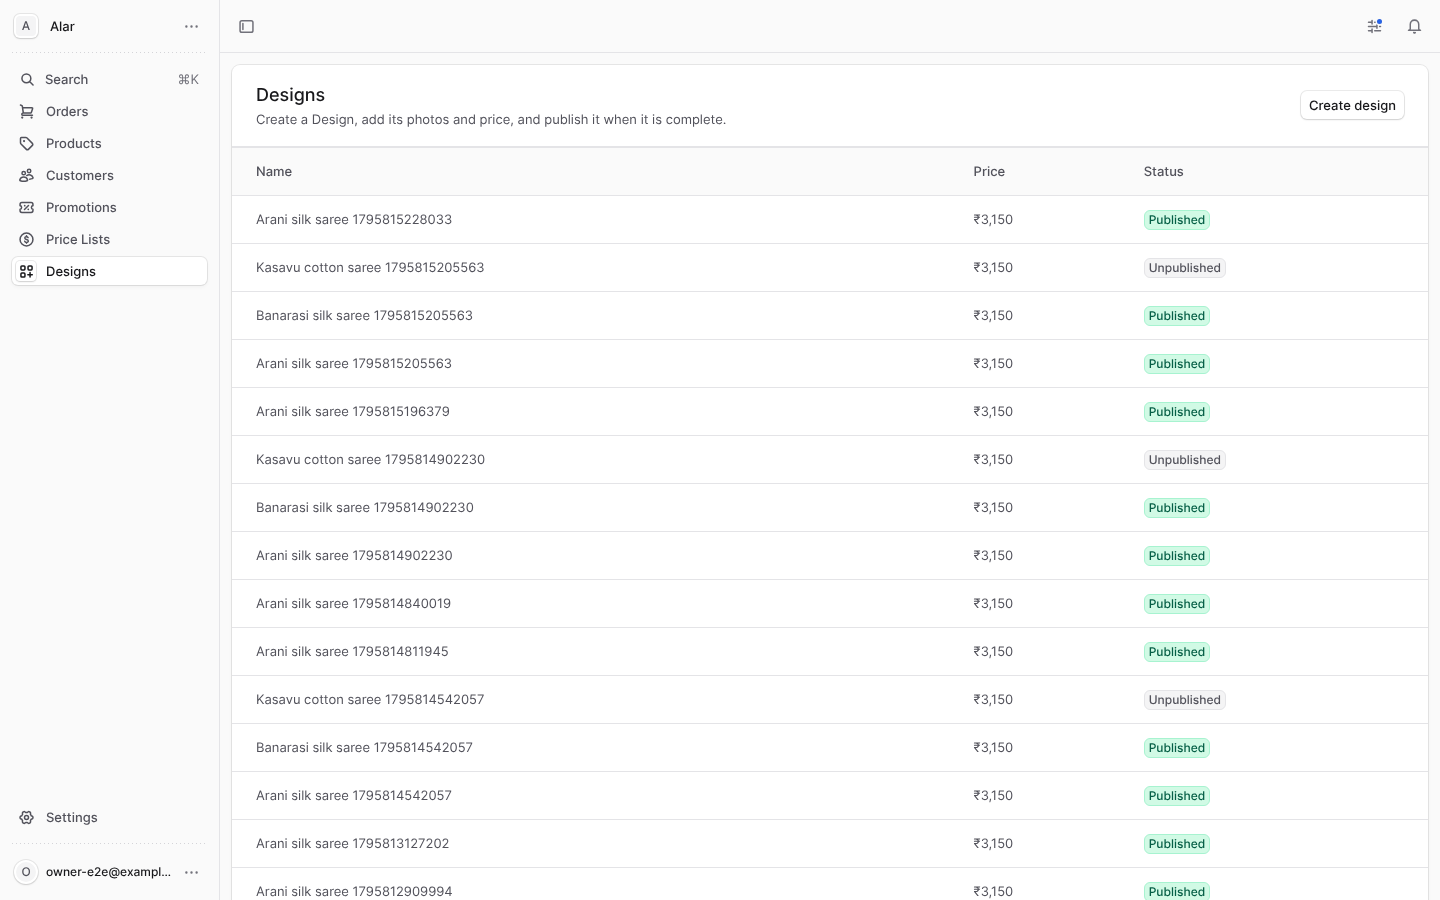 A Alar
Search ⌘K
Orders
Products
Customers
Promotions
Price Lists
Designs
Settings
O owner-e2e@exampl...
Designs
Create a Design, add its photos and price, and publish it when it is complete.
Create design
Name Price Status
Arani silk saree 1795815228033 ₹3,150 Published
Kasavu cotton saree 1795815205563 ₹3,150 Unpublished
Banarasi silk saree 1795815205563 ₹3,150 Published
Arani silk saree 1795815205563 ₹3,150 Published
Arani silk saree 1795815196379 ₹3,150 Published
Kasavu cotton saree 1795814902230 ₹3,150 Unpublished
Banarasi silk saree 1795814902230 ₹3,150 Published
Arani silk saree 1795814902230 ₹3,150 Published
Arani silk saree 1795814840019 ₹3,150 Published
Arani silk saree 1795814811945 ₹3,150 Published
Kasavu cotton saree 1795814542057 ₹3,150 Unpublished
Banarasi silk saree 1795814542057 ₹3,150 Published
Arani silk saree 1795814542057 ₹3,150 Published
Arani silk saree 1795813127202 ₹3,150 Published
Arani silk saree 1795812909994 ₹3,150 Published